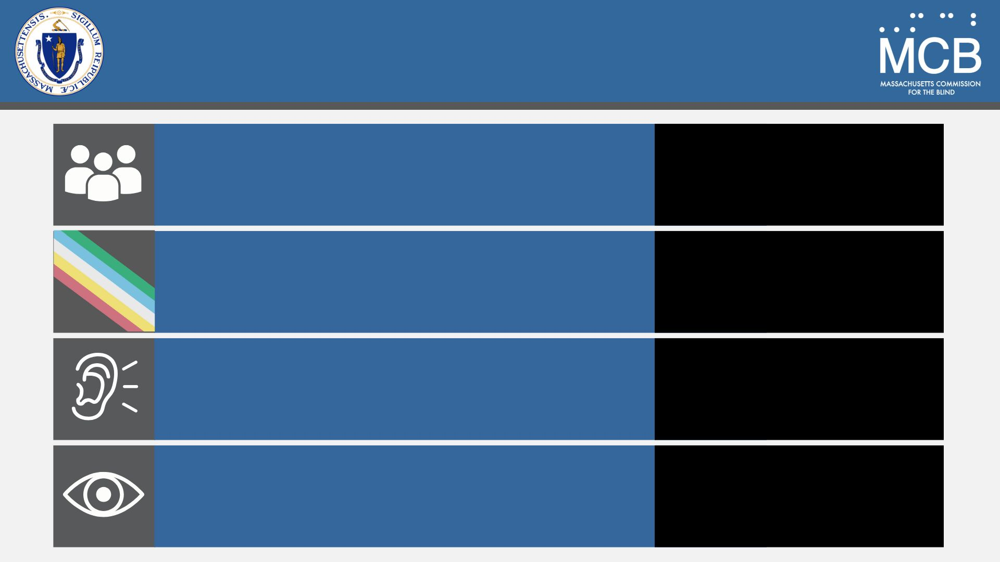 SIGILLUM REIPUBLICÆ MASSACHUSETTENSIS.
MCB
MASSACHUSETTS COMMISSION
FOR THE BLIND